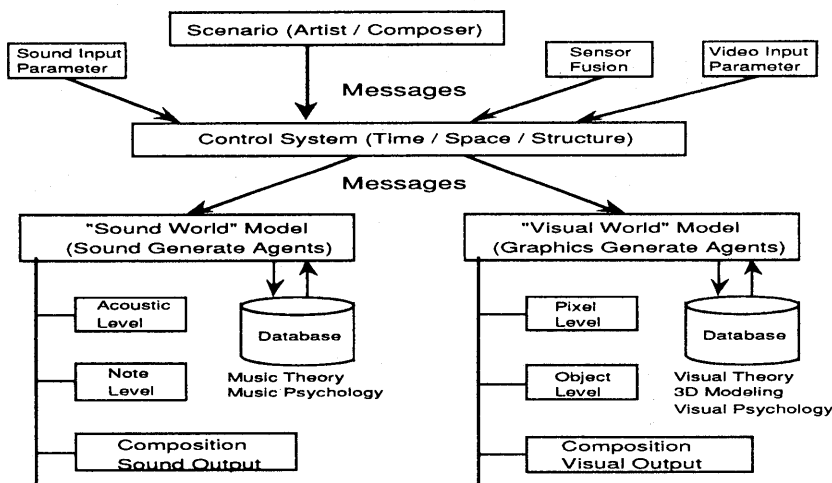 Scenario (Artist / Composer)
Sound Input
Parameter
Sensor
Fusion
Video Input
Parameter
Messages
Control System (Time / Space / Structure)
Messages
"Sound World" Model
(Sound Generate Agents)
"Visual World" Model
(Graphics Generate Agents)
Acoustic
Level
Database
Note
Level
Music Theory
Music Psychology
Composition
Sound Output
Pixel
Level
Database
Object
Level
Visual Theory
3D Modeling
Visual Psychology
Composition
Visual Output